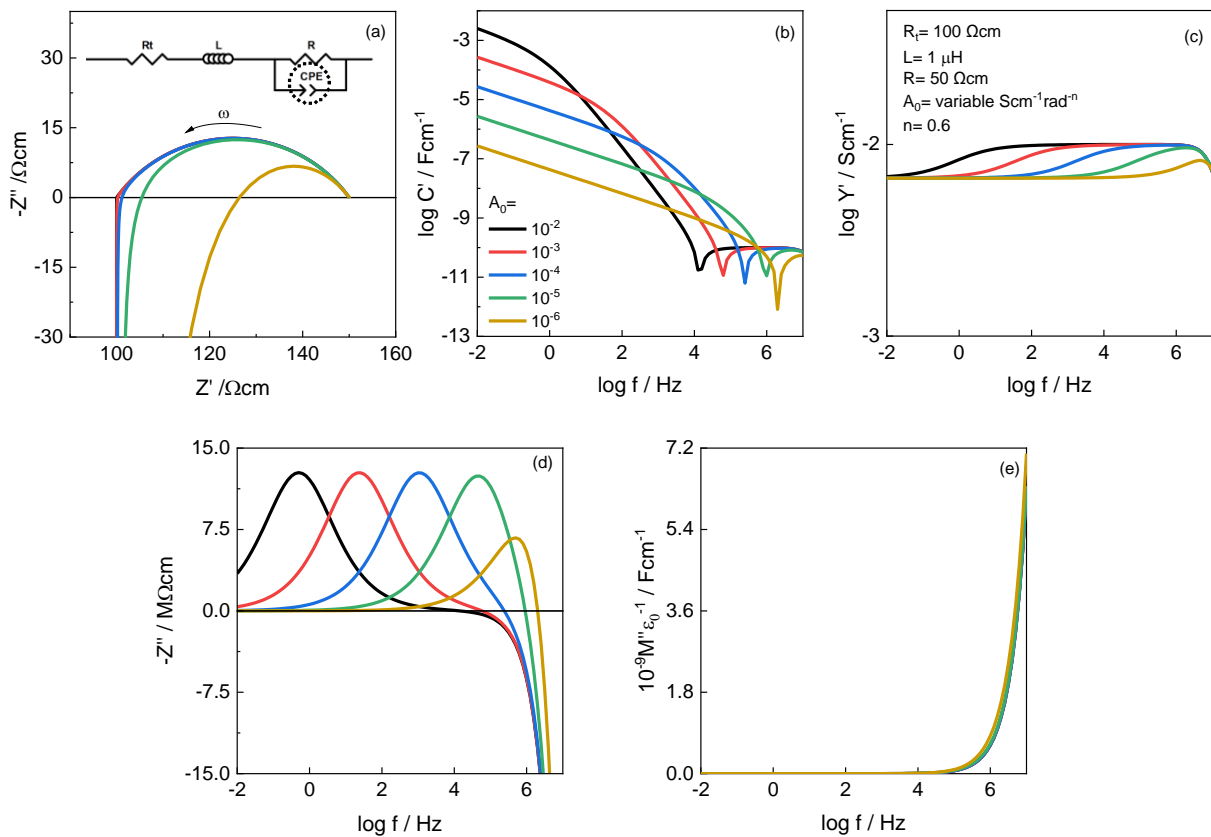 (a)
Rt
L
R
CPE
ω
30
15
0
-15
-30
-Z'' /Ωcm
100
120
140
160
Z' /Ωcm
(b)
-3
-5
-7
-9
-11
-13
log C' / Fcm⁻¹
A₀=
10⁻²
10⁻³
10⁻⁴
10⁻⁵
10⁻⁶
-2
0
2
4
6
log f / Hz
(c)
Rₜ= 100 Ωcm
L= 1 μH
R= 50 Ωcm
A₀= variable Scm⁻¹rad⁻ⁿ
n= 0.6
-2
-3
log Y' / Scm⁻¹
-2
0
2
4
6
log f / Hz
(d)
15.0
7.5
0.0
-7.5
-15.0
-Z'' / MΩcm
-2
0
2
4
6
log f / Hz
(e)
7.2
5.4
3.6
1.8
0.0
10⁻⁹M''ε₀⁻¹ / Fcm⁻¹
-2
0
2
4
6
log f / Hz